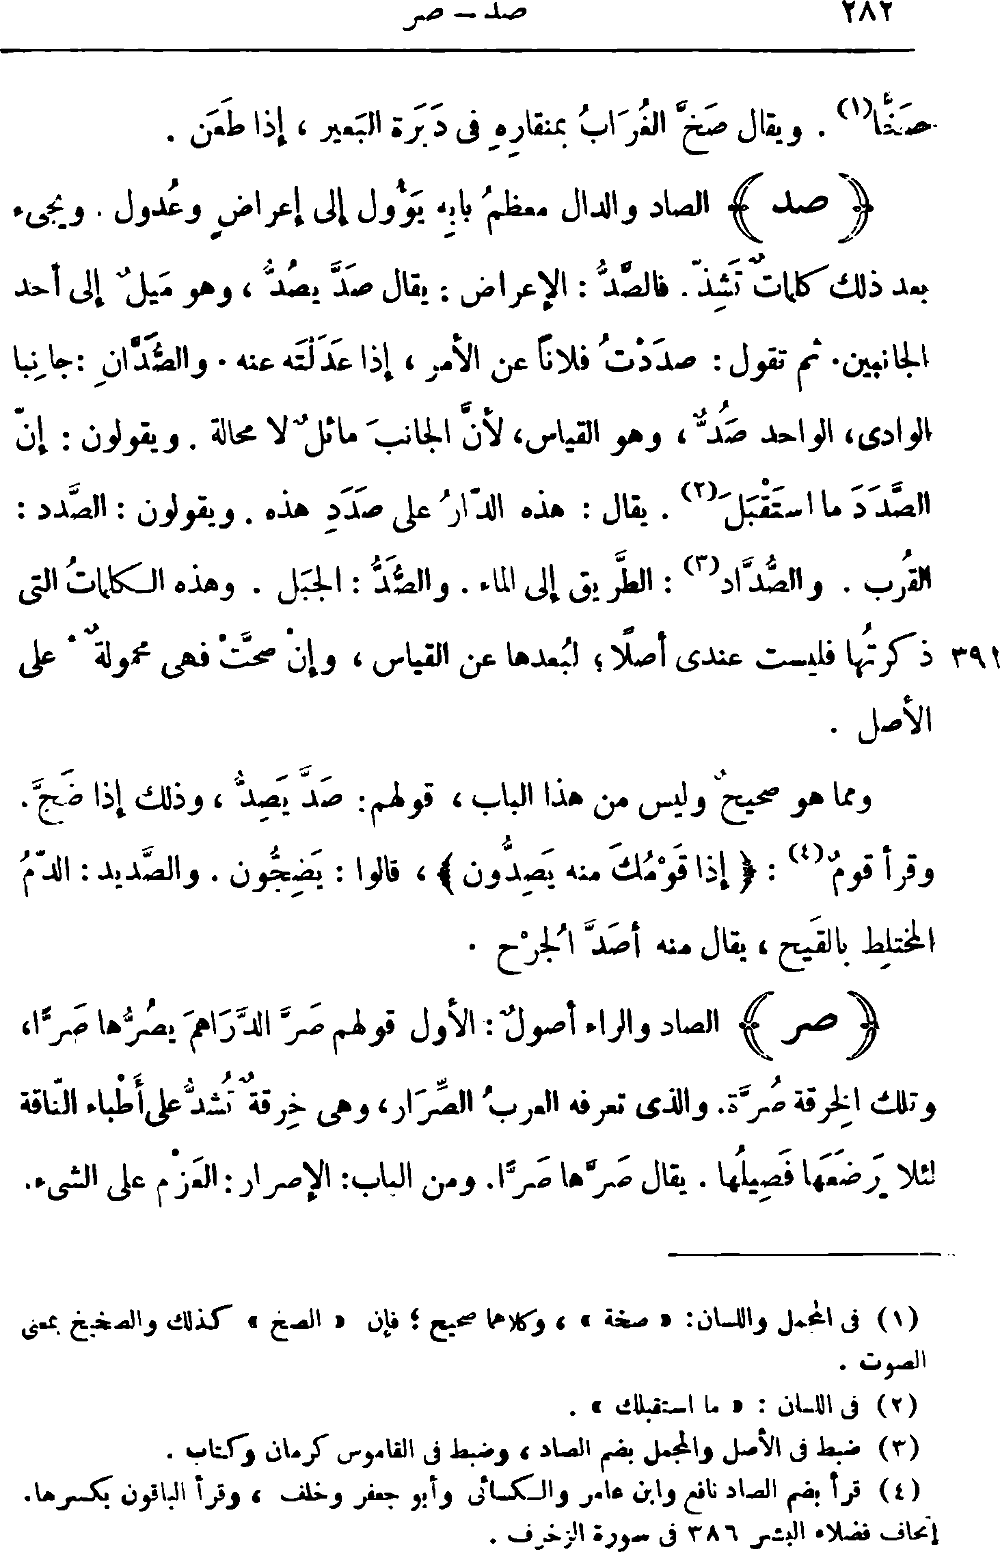 ٢٨٢ صد – صر
صَخًّا(١) . ويقال صَخَّ الغُرَابُ بمنقارِهِ فى دَبَرَة البَعير ، إذا طَعَن .
﴿ صد ﴾ الصاد والدال معظمُ بابِهِ يَؤُول إلى إعراضٍ وعُدول . ويجىء
بعد ذلك كلماتٌ تَشِذّ . فالصَّدُّ : الإعراض : يقال صَدَّ يصُدُّ ، وهو مَيلٌ إلى أحد
الجانبين . ثم تقول : صدَدْتُ فلاناً عن الأمر ، إذا عَدَلْتَه عنه . والصُّدَّانِ : جانِبا
الوادى، الواحد صُدٌّ ، وهو القياس، لأنَّ الجانبَ مائلٌ لا محالة . ويقولون : إنّ
الصَّدَدَ ما استَقْبَلَ(٢) . يقال : هذه الدّارُ على صَدَدِ هذه . ويقولون : الصَّدد :
القُرب . والصُّدَّاد(٣) : الطَّريق إلى الماء . والصُّدُّ : الجَبَل . وهذه الكلماتُ التى
٣٩١ ذكرتُها فليست عندى أصلًا ؛ لبُعدها عن القياس ، وإنْ صحَّتْ فهى محمولةٌ * على
الأصل .
ومما هو صحيحٌ وليس من هذا الباب ، قولهم : صَدَّ يَصِدُّ ، وذلك إذا ضَجَّ .
وقرأ قومٌ(٤) : ﴿ إذا قَوْمُكَ منه يَصِدُّون ﴾ ، قالوا : يَضِجُّون . والصَّديد : الدّمُ
المختلِط بالقَيح ، يقال منه أصَدَّ الُجرْح .
﴿ صر ﴾ الصاد والراء أصولٌ : الأول قولهم صَرَّ الدَّرَاهمَ يصُرُّها صَرًّا،
وتلك الِخرقة صُرَّة. والذى تعرفه العربُ الصِّرَار، وهى خِرقةٌ تُشدُّ على أَطْباء النّاقة
لئلا يَرضَعَها فَصِيلُها . يقال صَرَّها صَرًّا. ومن الباب : الإصرار : العَزْم على الشىء .
(١) فى المجمل واللسان : « صخة » ، وكلاهما صحيح ؛ فإن « الصخ » كذلك والصخيخ بمعنى
الصوت .
(٢) فى اللسان : « ما استقبلك » .
(٣) ضبط فى الأصل والمجمل بضم الصاد ، وضبط فى القاموس كرمان وكتاب .
(٤) قرأ بضم الصاد نافع وابن عامر والكسائى وأبو جعفر وخلف ، وقرأ الباقون بكسرها .
إتحاف فضلاء البشر ٣٨٦ فى سورة الزخرف .